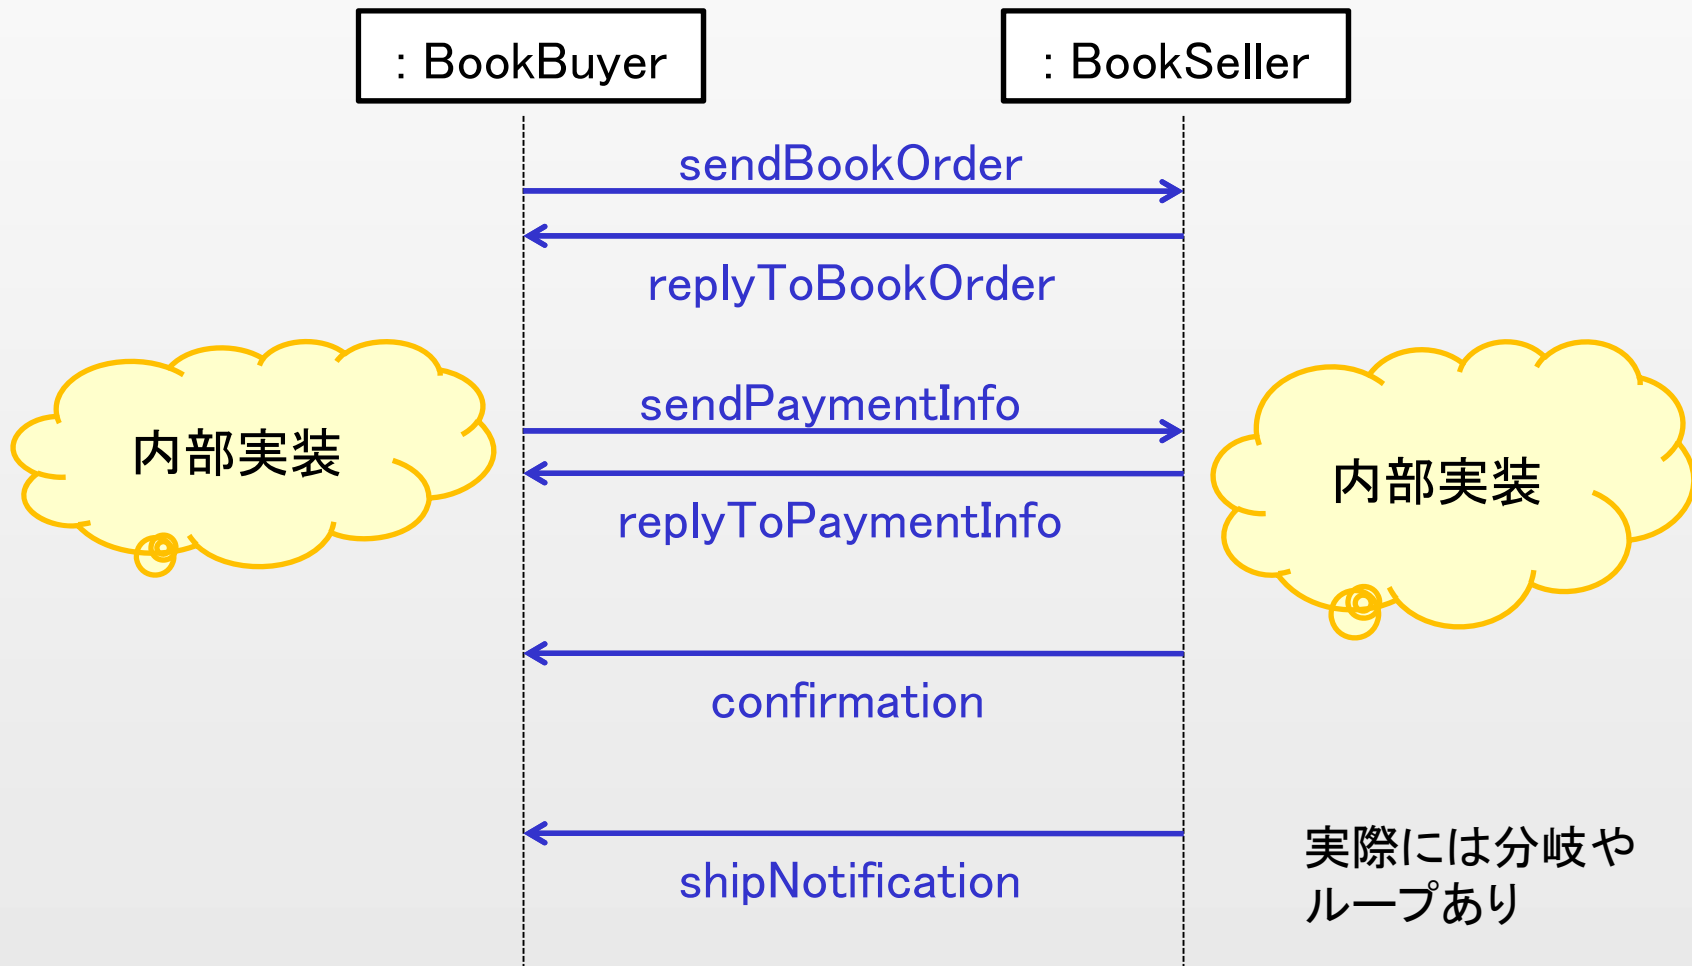 : BookBuyer
: BookSeller
sendBookOrder
replyToBookOrder
sendPaymentInfo
内部実装
内部実装
replyToPaymentInfo
confirmation
shipNotification
実際には分岐や
ループあり